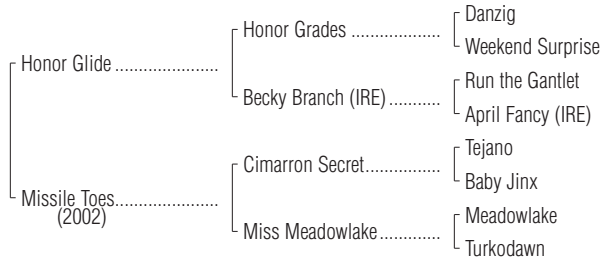 Danzig
Honor Grades ..................
Weekend Surprise
Honor Glide .....................
Run the Gantlet
Becky Branch (IRE)...........
April Fancy (IRE)
Tejano
Cimarron Secret...............
Baby Jinx
Missile Toes.....................
(2002)
Meadowlake
Miss Meadowlake............
Turkodawn